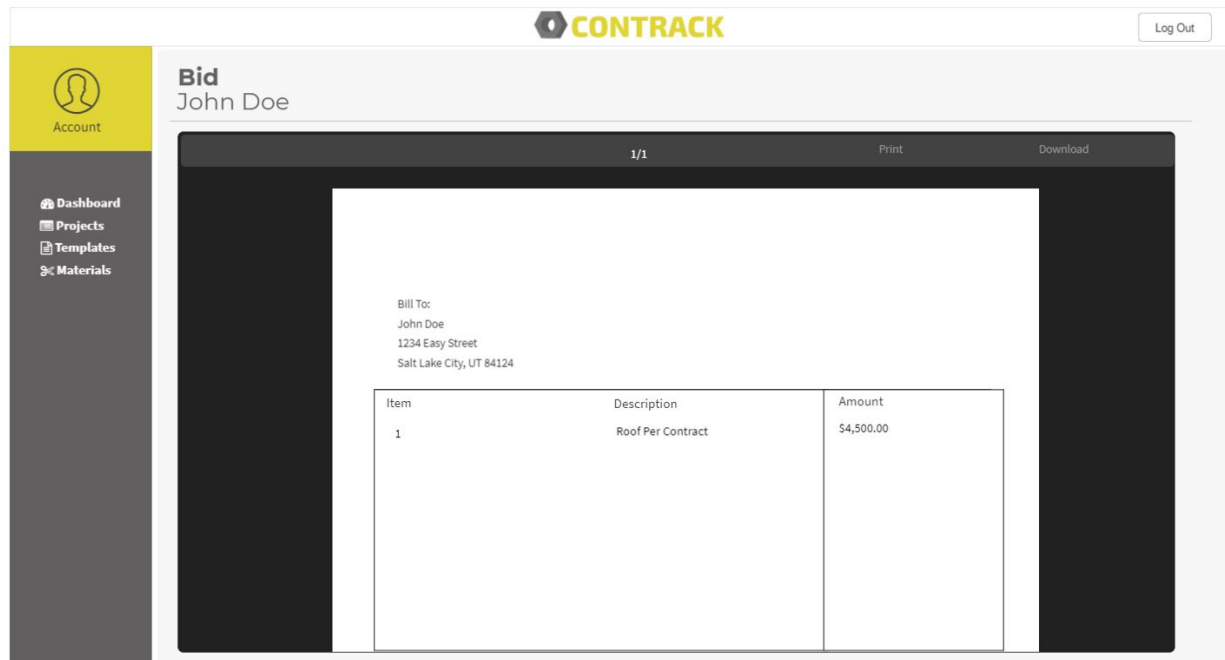 CONTRACK
Log Out
Account
Dashboard
Projects
Templates
Materials
Bid
John Doe
1/1 Print Download
Bill To:
John Doe
1234 Easy Street
Salt Lake City, UT 84124
Item Description Amount
1 Roof Per Contract $4,500.00